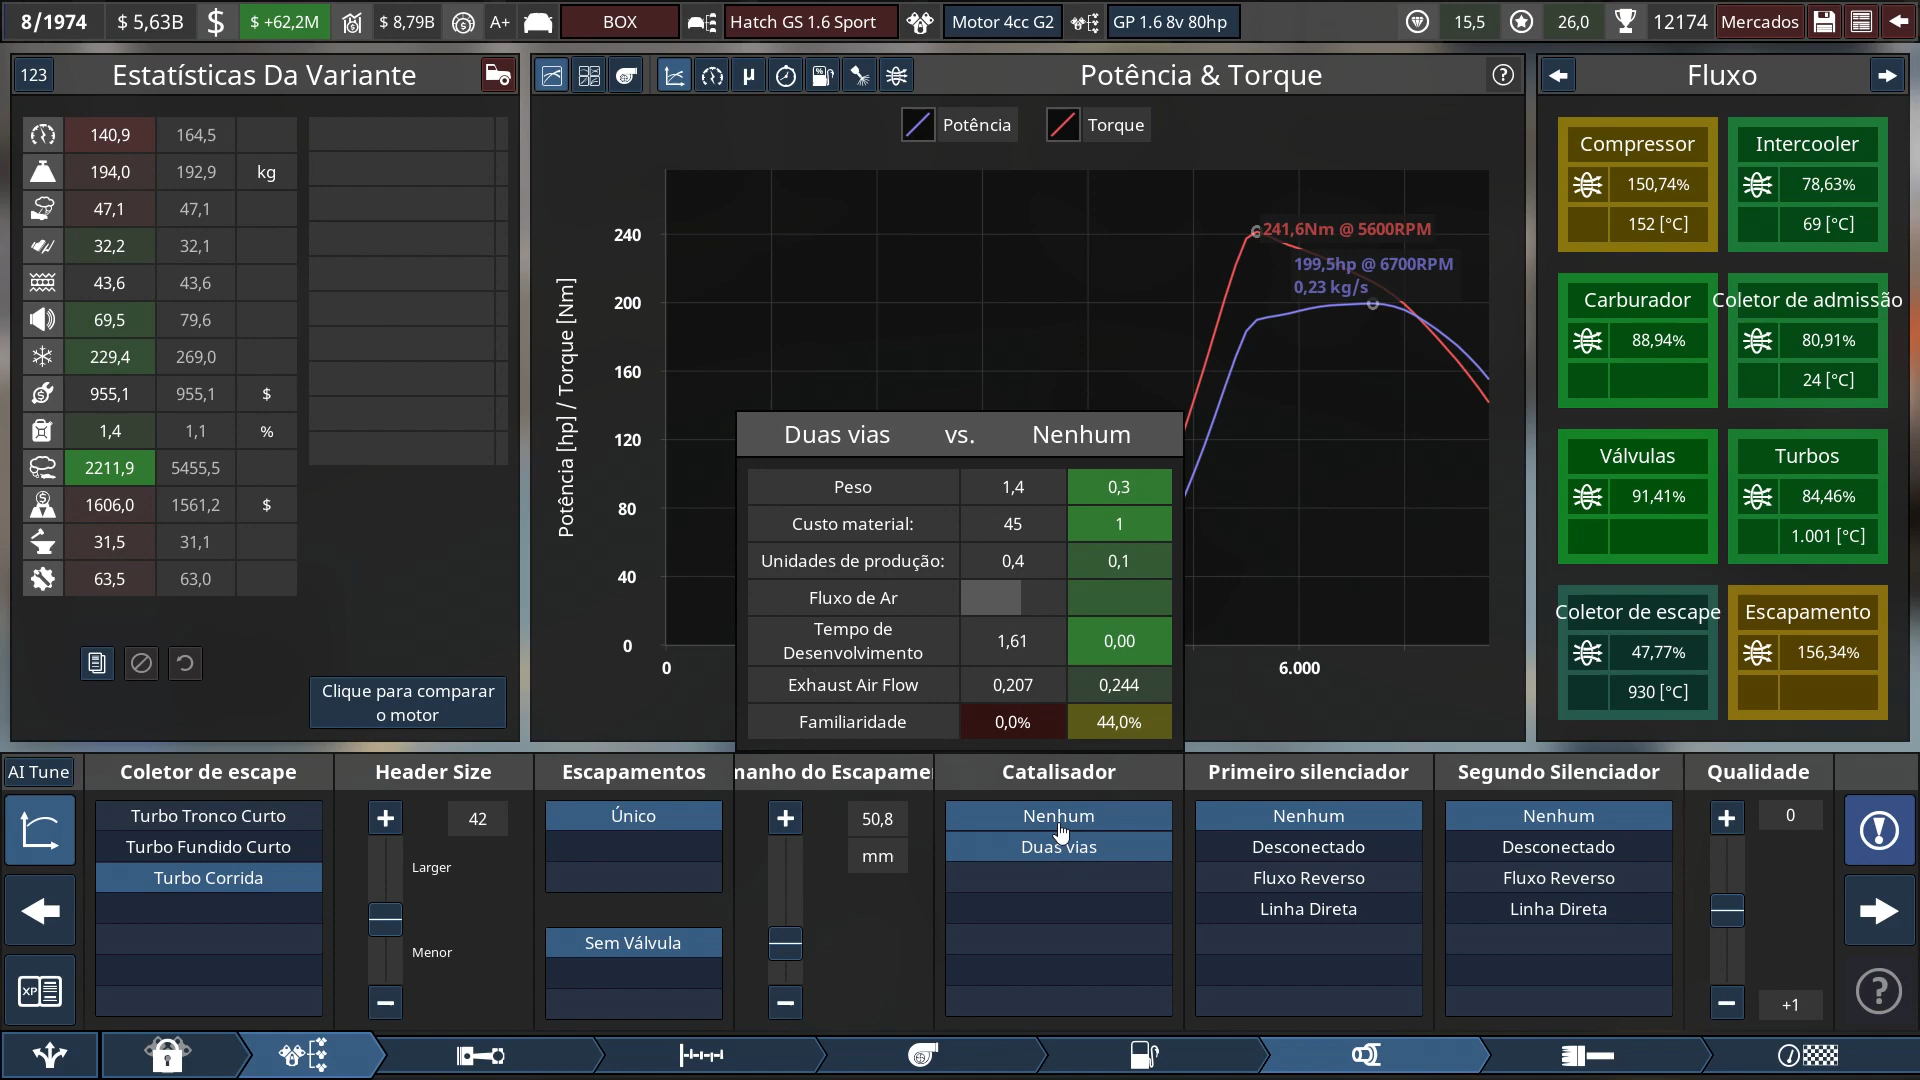 8/1974
$ 5,63B
$ +62,2M
$ 8,79B
A+
BOX
Hatch GS 1.6 Sport
Motor 4cc G2
GP 1.6 8v 80hp
15,5
26,0
12174
Mercados
123
Estatísticas Da Variante
140,9 164,5
194,0 192,9 kg
47,1 47,1
32,2 32,1
43,6 43,6
69,5 79,6
229,4 269,0
955,1 955,1 $
1,4 1,1 %
2211,9 5455,5
1606,0 1561,2 $
31,5 31,1
63,5 63,0
Clique para comparar
o motor
Potência & Torque
Potência
Torque
Potência [hp] / Torque [Nm]
240
200
160
120
80
40
0
0
6.000
241,6Nm @ 5600RPM
199,5hp @ 6700RPM
0,23 kg/s
Duas vias vs. Nenhum
Peso 1,4 0,3
Custo material: 45 1
Unidades de produção: 0,4 0,1
Fluxo de Ar
Tempo de
Desenvolvimento 1,61 0,00
Exhaust Air Flow 0,207 0,244
Familiaridade 0,0% 44,0%
Fluxo
Compressor
150,74%
152 [°C]
Intercooler
78,63%
69 [°C]
Carburador
88,94%
Coletor de admissão
80,91%
24 [°C]
Válvulas
91,41%
Turbos
84,46%
1.001 [°C]
Coletor de escape
47,77%
930 [°C]
Escapamento
156,34%
AI Tune
Coletor de escape
Turbo Tronco Curto
Turbo Fundido Curto
Turbo Corrida
Header Size
42
Larger
Menor
Escapamentos
Único
Sem Válvula
manho do Escapame
50,8
mm
Catalisador
Nenhum
Duas vias
Primeiro silenciador
Nenhum
Desconectado
Fluxo Reverso
Linha Direta
Segundo Silenciador
Nenhum
Desconectado
Fluxo Reverso
Linha Direta
Qualidade
0
+1
XP